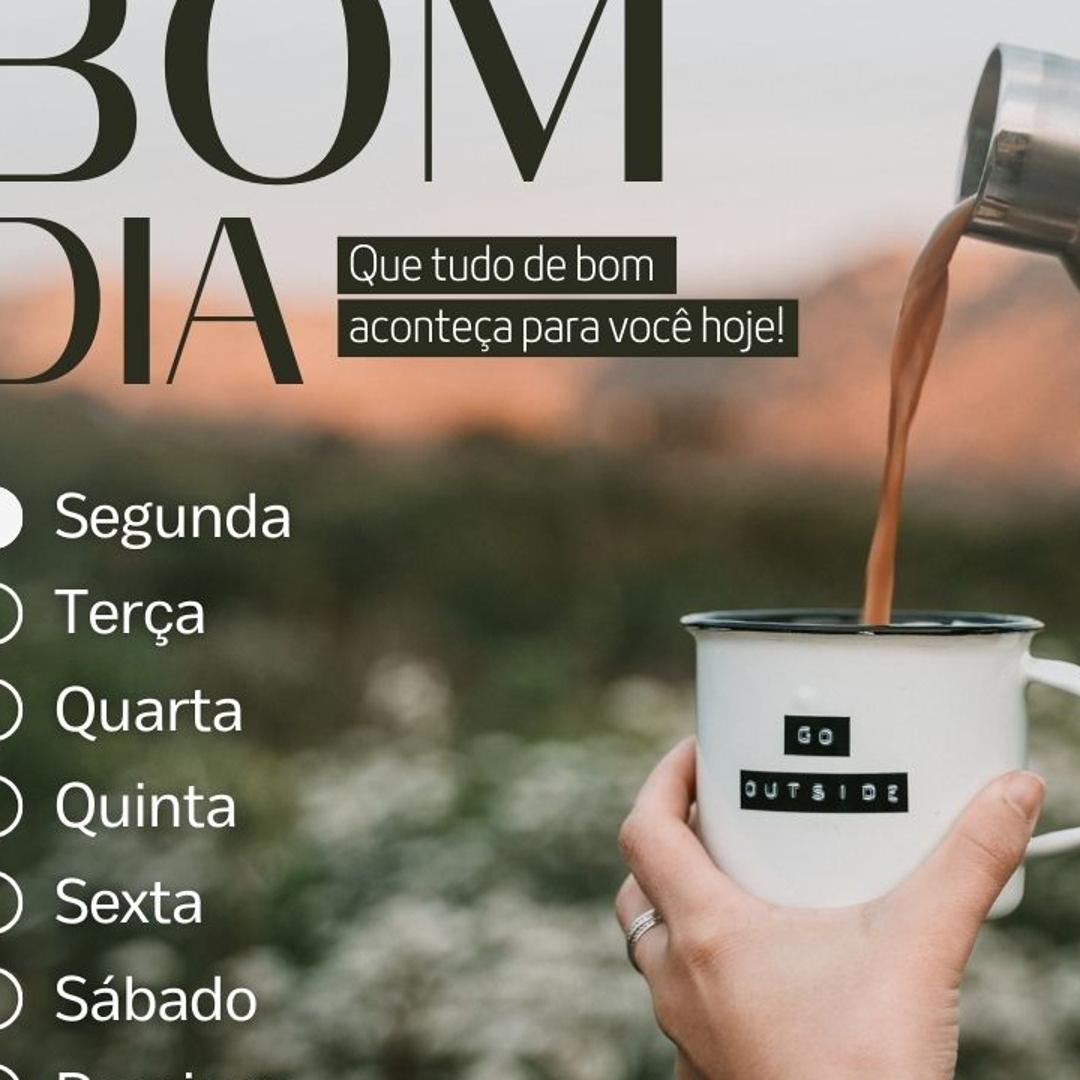 BOM
DIA
Que tudo de bom
aconteça para você hoje!
Segunda
Terça
Quarta
Quinta
Sexta
Sábado
GO
OUTSIDE